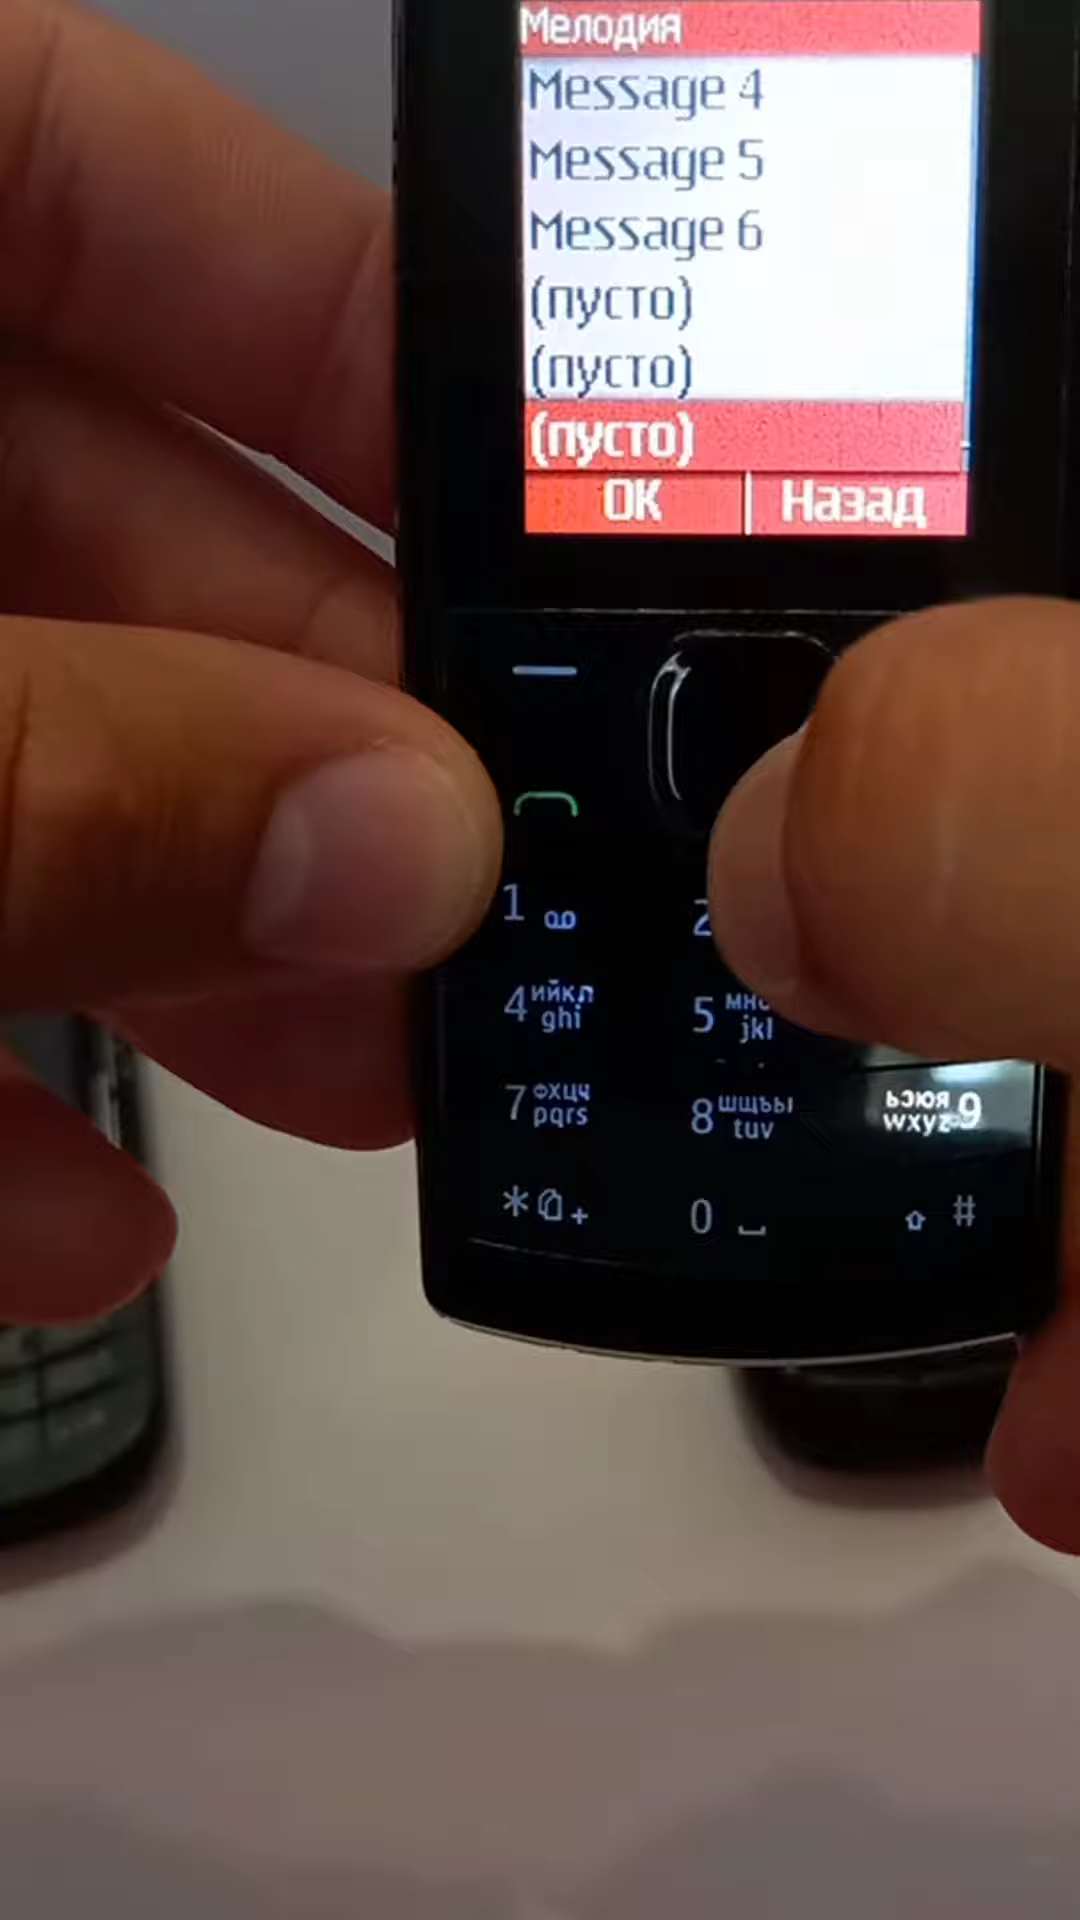 Мелодия
Message 4
Message 5
Message 6
(пусто)
(пусто)
(пусто)
OK Назад
1
2
4 ийкл
ghi
5
jkl
7 фхцч
pqrs
8 шщъы
tuv
ьэюя 9
wxyz
* +
0 #